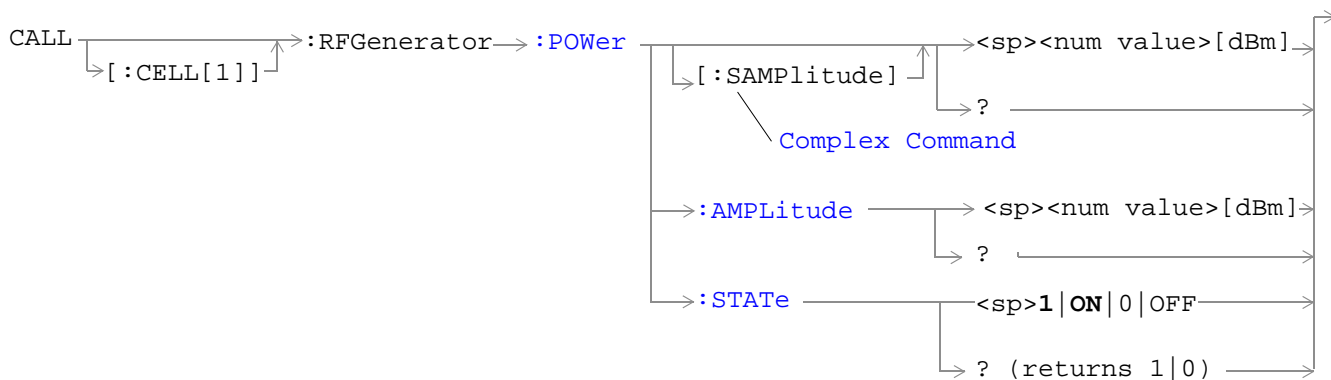 CALL :RFGenerator :POWer <sp><num value>[dBm]
[:CELL[1]] [:SAMPlitude]
?
Complex Command
:AMPLitude <sp><num value>[dBm]
?
:STATe <sp>1|ON|0|OFF
? (returns 1|0)